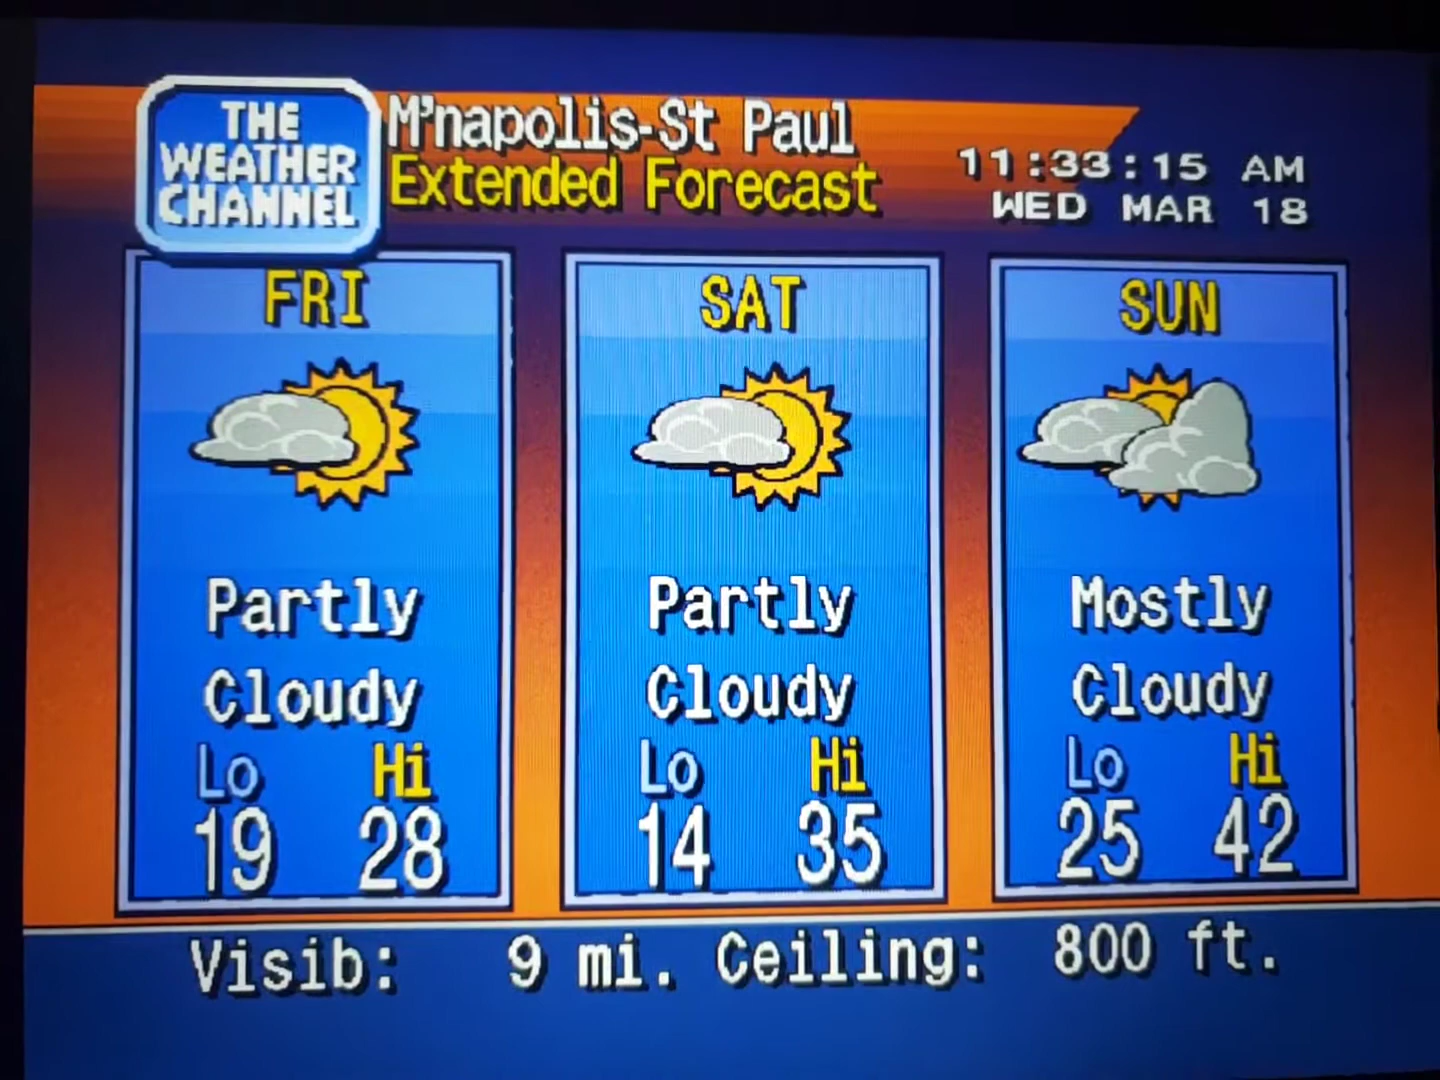 THE
WEATHER
CHANNEL
M'napolis-St Paul
Extended Forecast
11:33:15 AM
WED MAR 18
FRI
Partly
Cloudy
Lo Hi
19 28
SAT
Partly
Cloudy
Lo Hi
14 35
SUN
Mostly
Cloudy
Lo Hi
25 42
Visib: 9 mi. Ceiling: 800 ft.